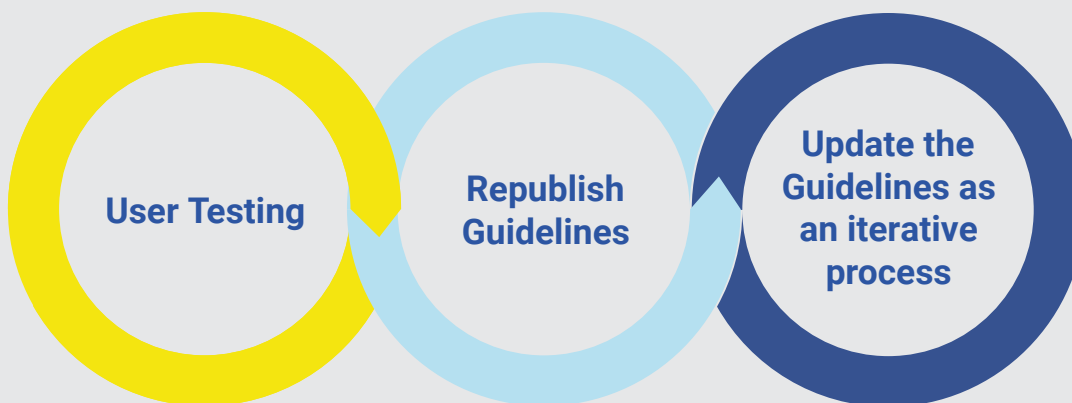 User Testing
Republish
Guidelines
Update the
Guidelines as
an iterative
process